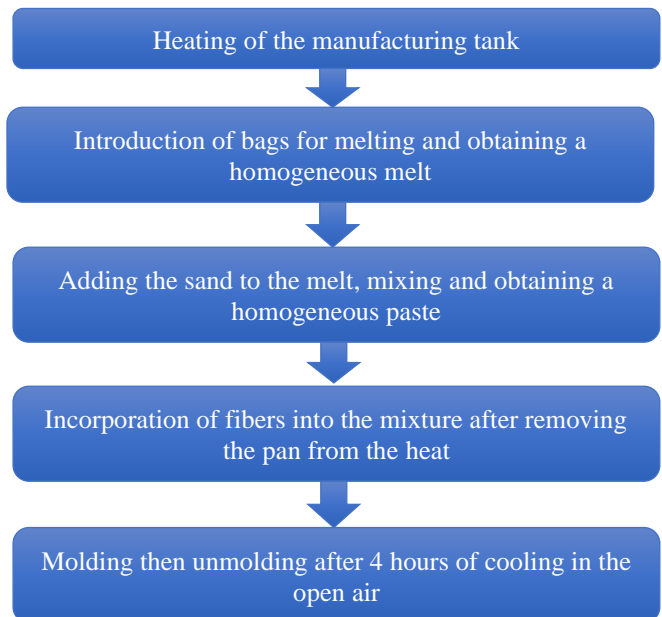 Heating of the manufacturing tank
Introduction of bags for melting and obtaining a
homogeneous melt
Adding the sand to the melt, mixing and obtaining a
homogeneous paste
Incorporation of fibers into the mixture after removing
the pan from the heat
Molding then unmolding after 4 hours of cooling in the
open air